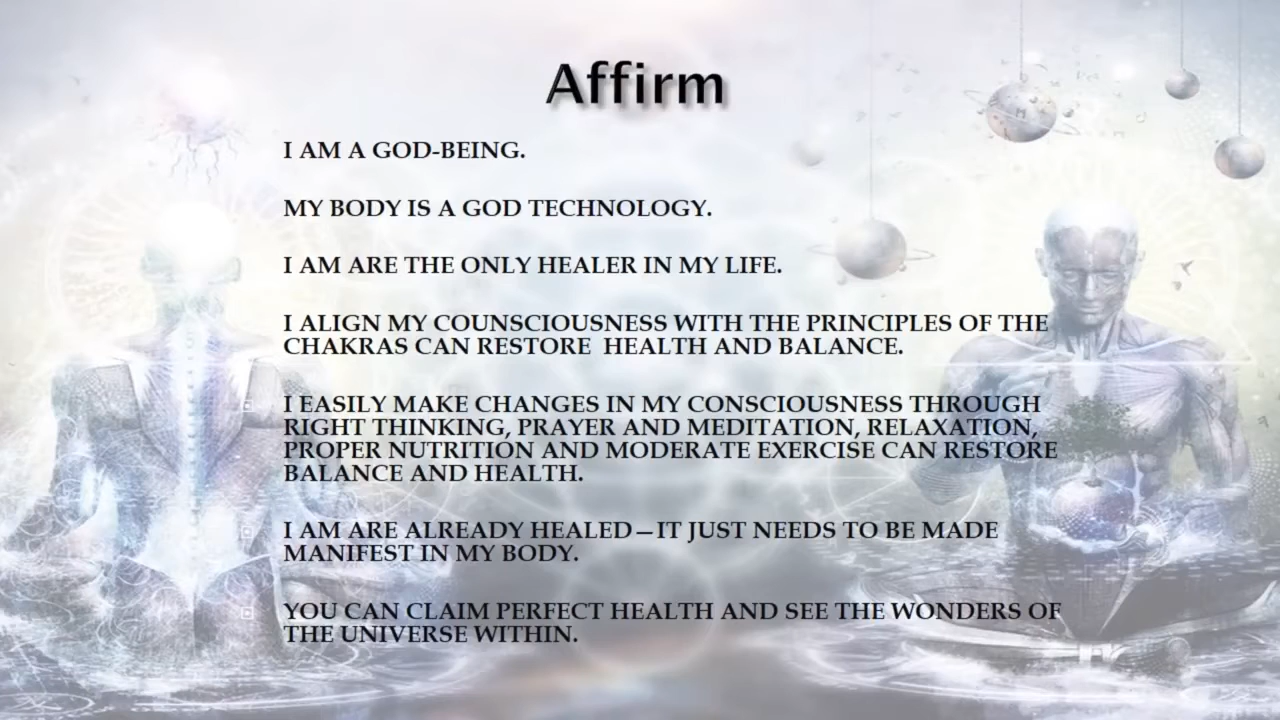 Affirm
I AM A GOD-BEING.
MY BODY IS A GOD TECHNOLOGY.
I AM ARE THE ONLY HEALER IN MY LIFE.
I ALIGN MY COUNSCIOUSNESS WITH THE PRINCIPLES OF THE
CHAKRAS CAN RESTORE  HEALTH AND BALANCE.
I EASILY MAKE CHANGES IN MY CONSCIOUSNESS THROUGH
RIGHT THINKING, PRAYER AND MEDITATION, RELAXATION,
PROPER NUTRITION AND MODERATE EXERCISE CAN RESTORE
BALANCE AND HEALTH.
I AM ARE ALREADY HEALED—IT JUST NEEDS TO BE MADE
MANIFEST IN MY BODY.
YOU CAN CLAIM PERFECT HEALTH AND SEE THE WONDERS OF
THE UNIVERSE WITHIN.